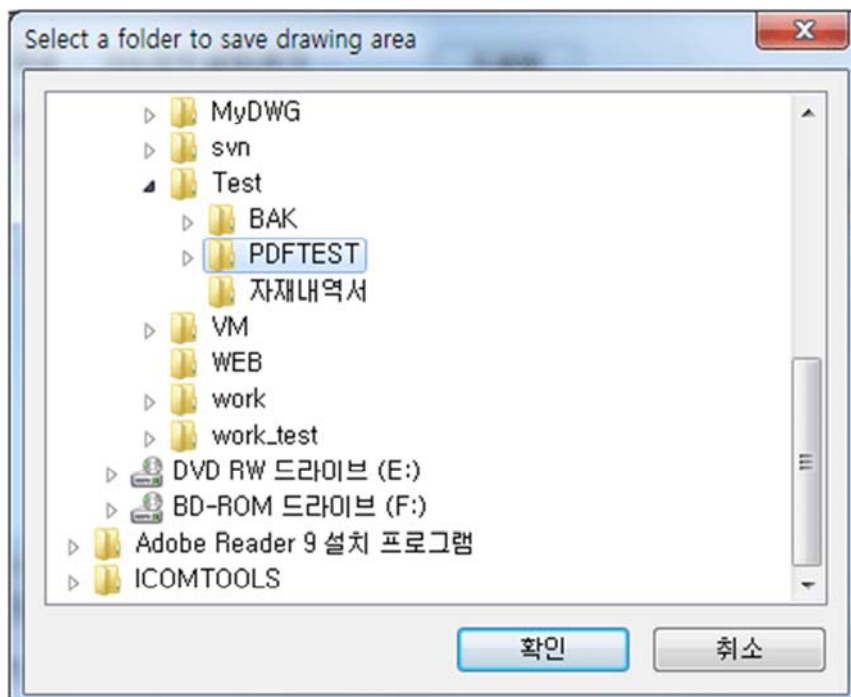 Select a folder to save drawing area
MyDWG
svn
Test
BAK
PDFTEST
자재내역서
VM
WEB
work
work_test
DVD RW 드라이브 (E:)
BD-ROM 드라이브 (F:)
Adobe Reader 9 설치 프로그램
ICOMTOOLS
확인 취소